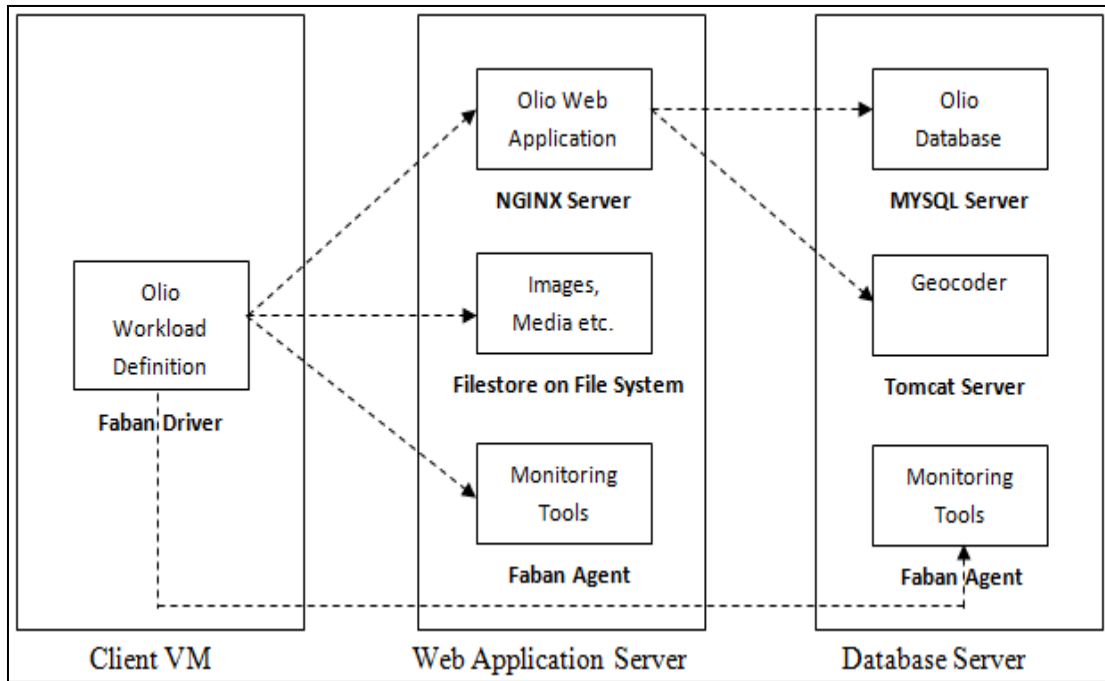 Olio
Workload
Definition
Faban Driver
Client VM
Olio Web
Application
NGINX Server
Images,
Media etc.
Filestore on File System
Monitoring
Tools
Faban Agent
Web Application Server
Olio
Database
MYSQL Server
Geocoder
Tomcat Server
Monitoring
Tools
Faban Agent
Database Server